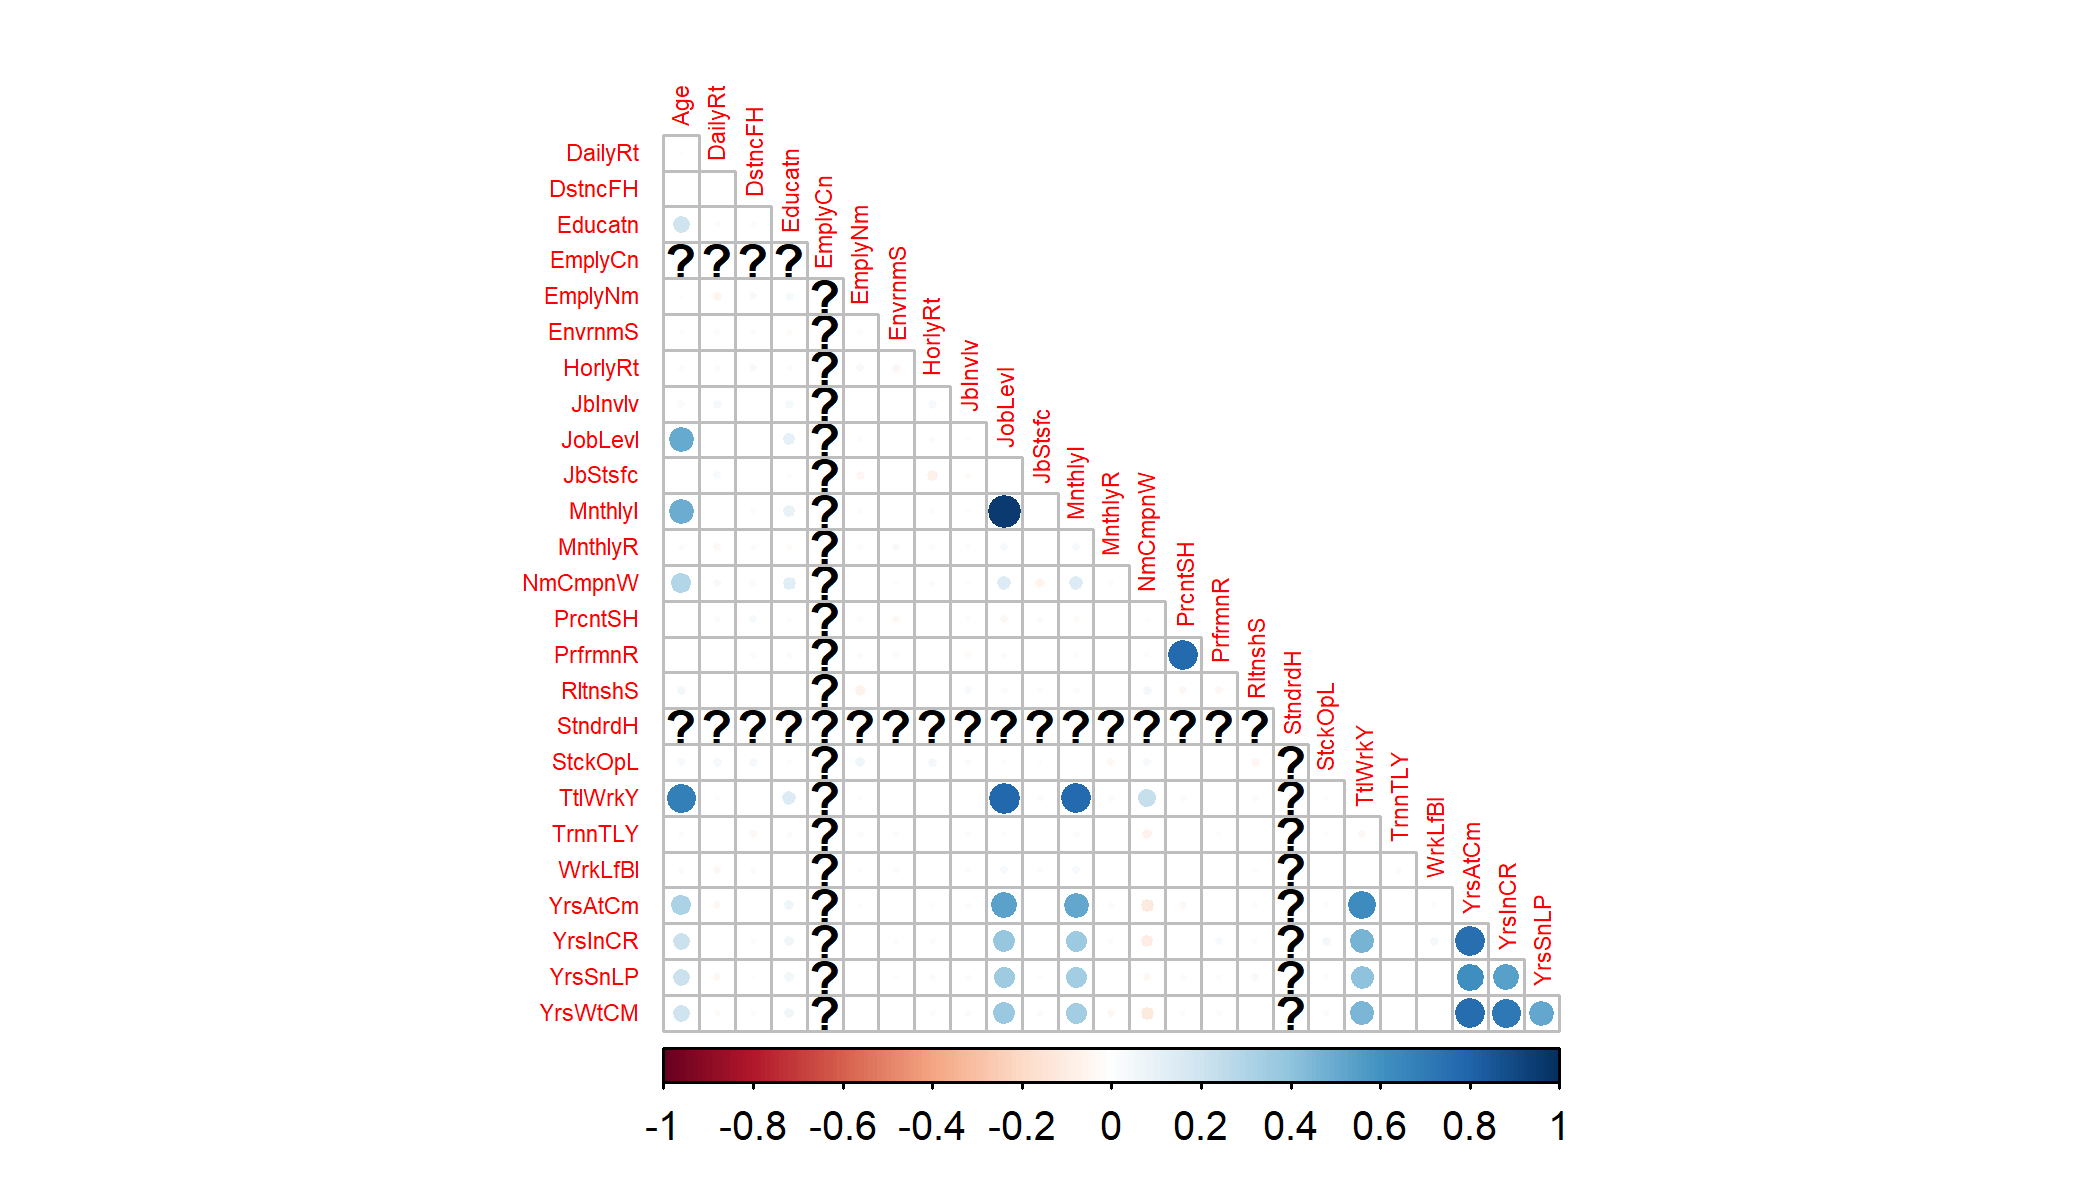 Age
DailyRt
DstncFH
Educatn
EmplyCn
EmplyNm
EnvrnmS
HorlyRt
JbInvlv
JobLevl
JbStsfc
MnthlyI
MnthlyR
NmCmpnW
PrcntSH
PrfrmnR
RltnshS
StndrdH
StckOpL
TtlWrkY
TrnnTLY
WrkLfBl
YrsAtCm
YrsInCR
YrsSnLP
DailyRt
DstncFH
Educatn
EmplyCn ? ? ? ?
EmplyNm ?
EnvrnmS ?
HorlyRt ?
JbInvlv ?
JobLevl ?
JbStsfc ?
MnthlyI ?
MnthlyR ?
NmCmpnW ?
PrcntSH ?
PrfrmnR ?
RltnshS ?
StndrdH ? ? ? ? ? ? ? ? ? ? ? ? ? ? ? ? ?
StckOpL ? ?
TtlWrkY ? ?
TrnnTLY ? ?
WrkLfBl ? ?
YrsAtCm ? ?
YrsInCR ? ?
YrsSnLP ? ?
YrsWtCM ? ?
-1 -0.8 -0.6 -0.4 -0.2 0 0.2 0.4 0.6 0.8 1